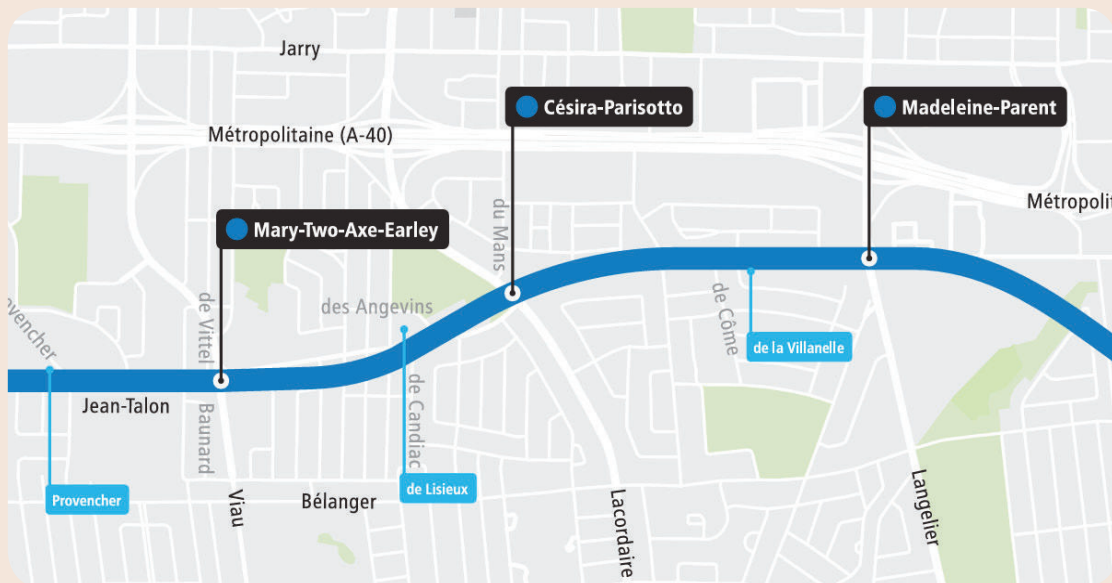 Jarry
Césira-Parisotto
Madeleine-Parent
Métropolitaine (A-40)
Métropolit
Mary-Two-Axe-Earley
du Mans
de Vittel
des Angevins
de Côme
ovencher
de la Villanelle
Jean-Talon
Baunard
de Candiac
Provencher
de Lisieux
Viau
Bélanger
Lacordaire
Langelier